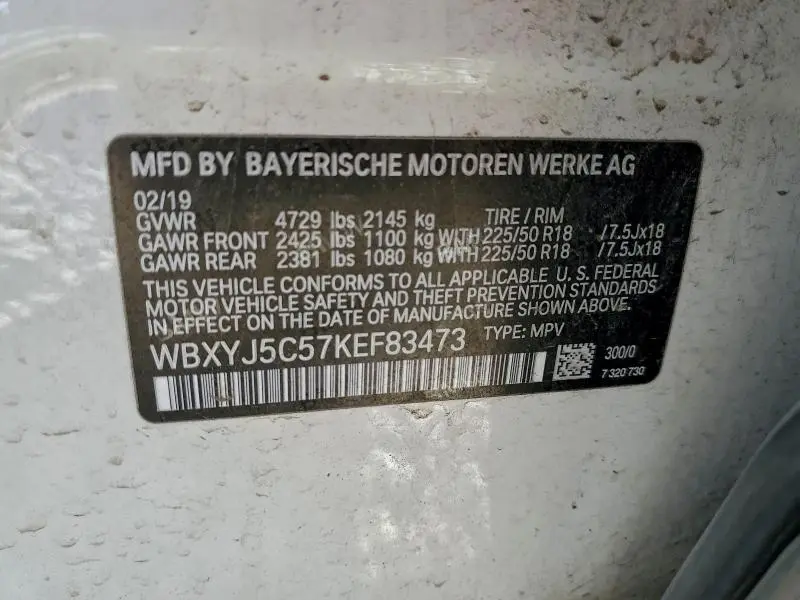 MFD BY BAYERISCHE MOTOREN WERKE AG
02/19
GVWR 4729 lbs 2145 kg TIRE / RIM
GAWR FRONT 2425 lbs 1100 kg WITH 225/50 R18 /7.5Jx18
GAWR REAR 2381 lbs 1080 kg WITH 225/50 R18 /7.5Jx18
THIS VEHICLE CONFORMS TO ALL APPLICABLE U. S. FEDERAL
MOTOR VEHICLE SAFETY AND THEFT PREVENTION STANDARDS
IN EFFECT ON THE DATE OF MANUFACTURE SHOWN ABOVE.
WBXYJ5C57KEF83473 TYPE: MPV
300/0
7 320 730